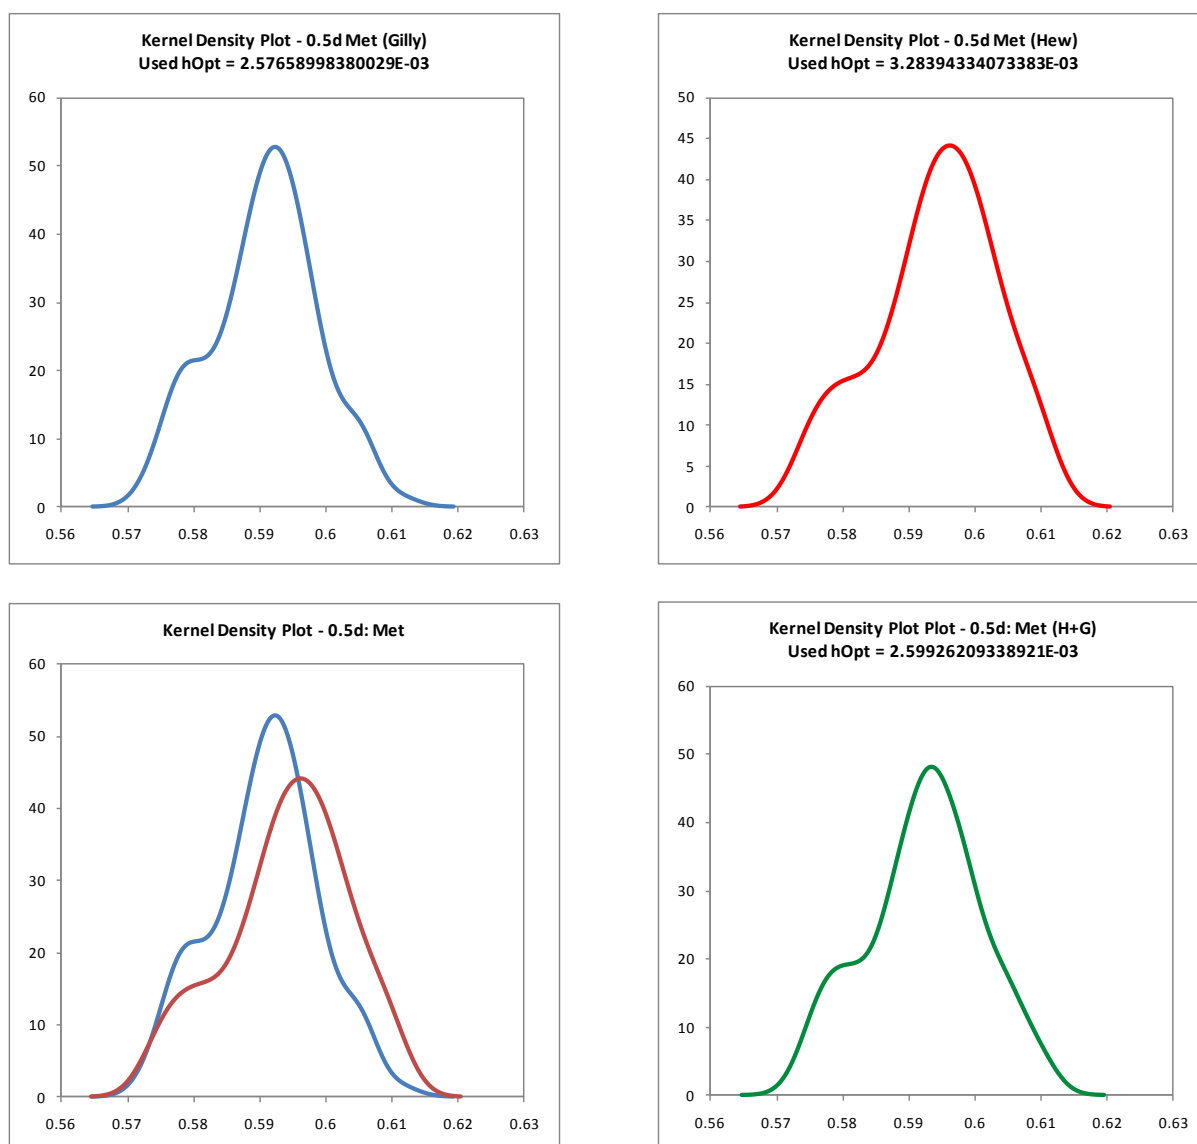 Kernel Density Plot - 0.5d Met (Gilly)
Used hOpt = 2.57658998380029E-03
60
50
40
30
20
10
0
0.56 0.57 0.58 0.59 0.6 0.61 0.62 0.63
Kernel Density Plot - 0.5d Met (Hew)
Used hOpt = 3.28394334073383E-03
50
45
40
35
30
25
20
15
10
5
0
0.56 0.57 0.58 0.59 0.6 0.61 0.62 0.63
Kernel Density Plot - 0.5d: Met
60
50
40
30
20
10
0
0.56 0.57 0.58 0.59 0.6 0.61 0.62 0.63
Kernel Density Plot Plot - 0.5d: Met (H+G)
Used hOpt = 2.59926209338921E-03
60
50
40
30
20
10
0
0.56 0.57 0.58 0.59 0.6 0.61 0.62 0.63